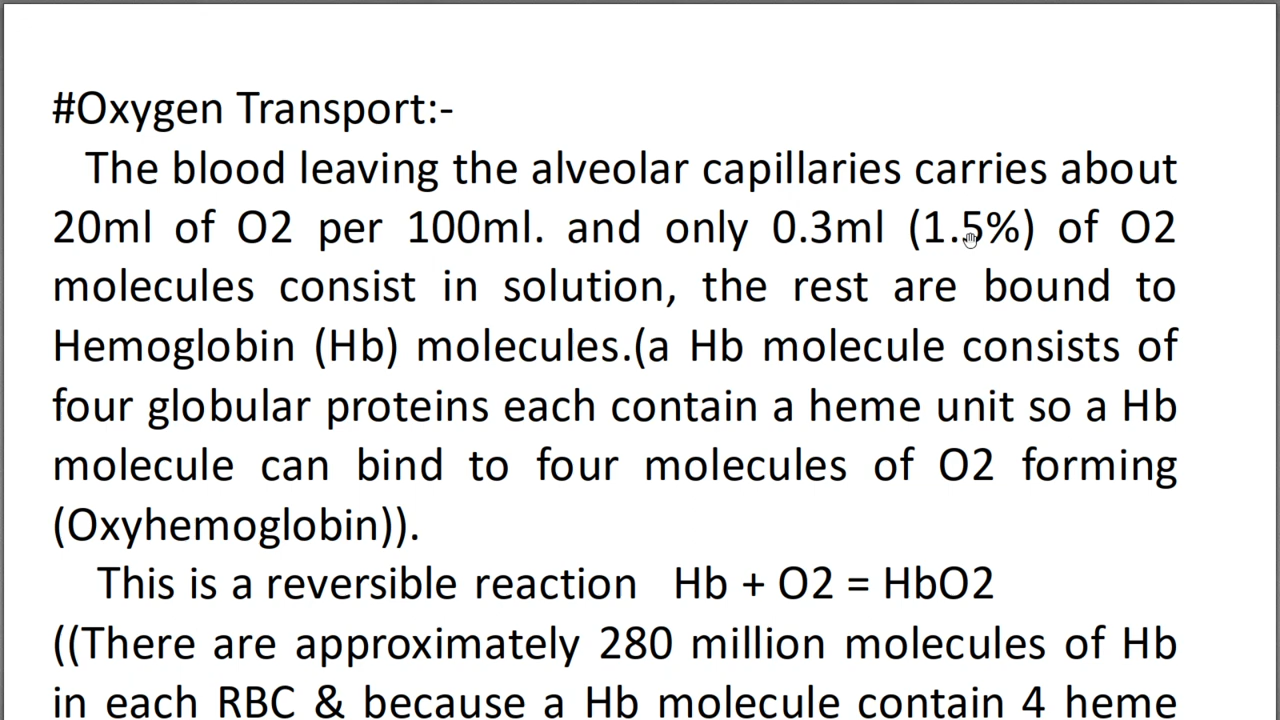 #Oxygen Transport:-
The blood leaving the alveolar capillaries carries about
20ml of O2 per 100ml. and only 0.3ml (1.5%) of O2
molecules consist in solution, the rest are bound to
Hemoglobin (Hb) molecules.(a Hb molecule consists of
four globular proteins each contain a heme unit so a Hb
molecule can bind to four molecules of O2 forming
(Oxyhemoglobin)).
This is a reversible reaction Hb + O2 = HbO2
((There are approximately 280 million molecules of Hb
in each RBC & because a Hb molecule contain 4 heme